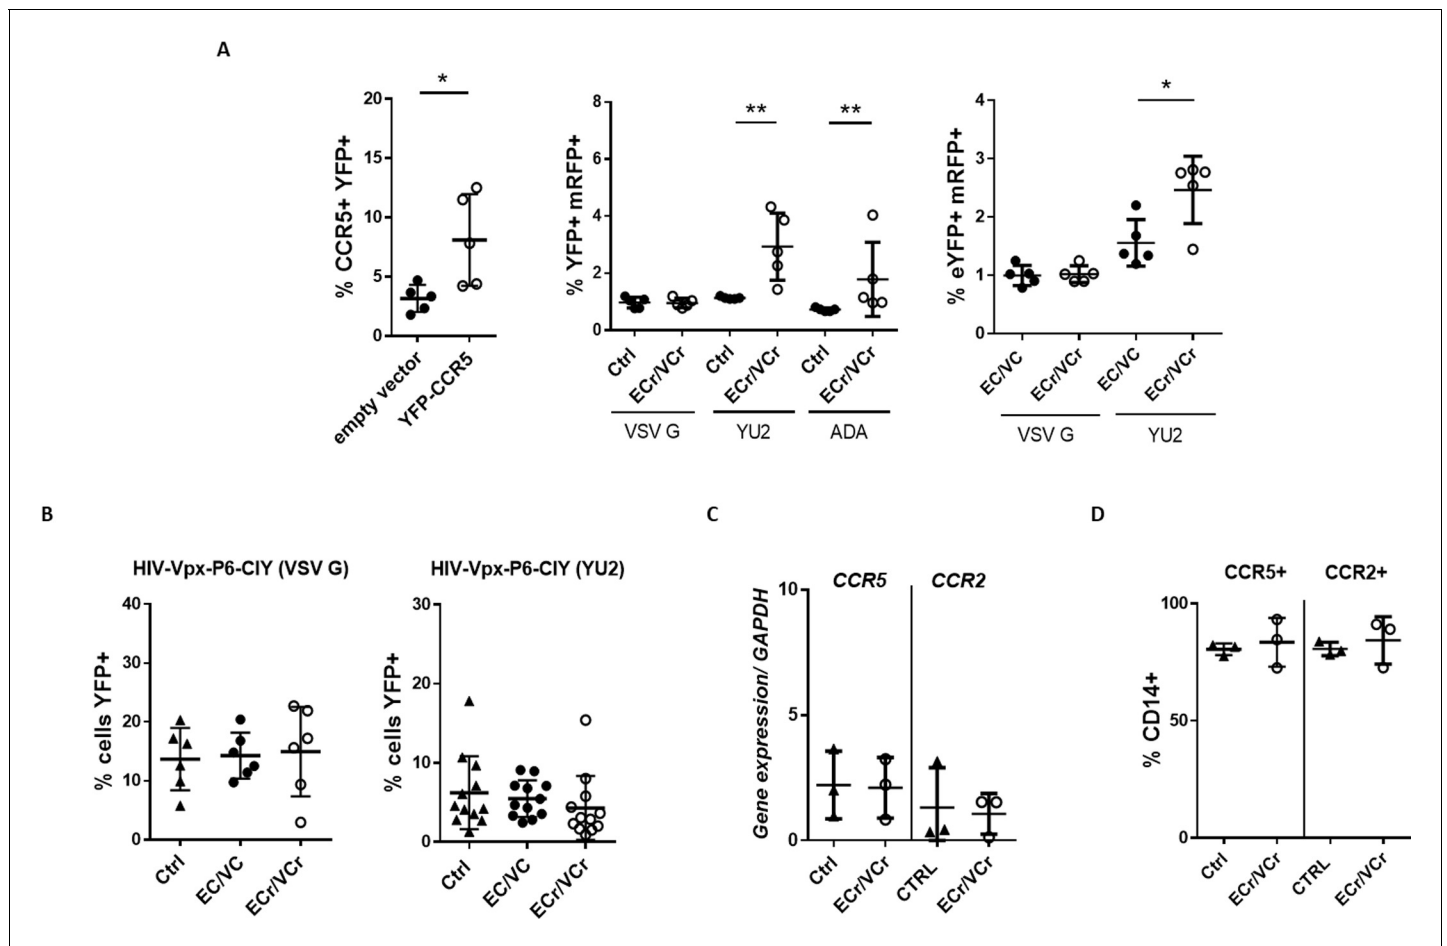 A
*
20
15
10
5
0
% CCR5+ YFP+
empty vector
YFP-CCR5
** **
8
6
4
2
0
% YFP+ mRFP+
Ctrl
ECr/VCr
Ctrl
ECr/VCr
Ctrl
ECr/VCr
VSV G YU2 ADA
*
4
3
2
1
0
% eYFP+ mRFP+
EC/VC
ECr/VCr
EC/VC
ECr/VCr
VSV G YU2
B
HIV-Vpx-P6-CIY (VSV G)
40
30
20
10
0
% cells YFP+
Ctrl
EC/VC
ECr/VCr
HIV-Vpx-P6-CIY (YU2)
30
20
10
0
% cells YFP+
Ctrl
EC/VC
ECr/VCr
C
CCR5 CCR2
10
5
0
Gene expression/ GAPDH
Ctrl
ECr/VCr
CTRL
ECr/VCr
D
CCR5+ CCR2+
100
50
0
% CD14+
Ctrl
ECr/VCr
CTRL
ECr/VCr